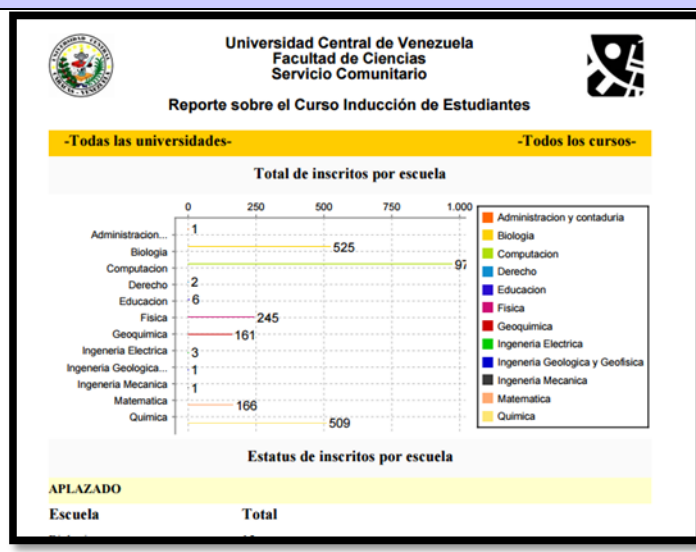 Universidad Central de Venezuela
Facultad de Ciencias
Servicio Comunitario
Reporte sobre el Curso Inducción de Estudiantes
-Todas las universidades- -Todos los cursos-
Total de inscritos por escuela
0 250 500 750 1.000
Administracion... 1
Biologia 525
Computacion 97
Derecho 2
Educacion 6
Fisica 245
Geoquimica 161
Ingeneria Electrica 3
Ingeneria Geologica... 1
Ingeneria Mecanica 1
Matematica 166
Quimica 509
Administracion y contaduria
Biologia
Computacion
Derecho
Educacion
Fisica
Geoquimica
Ingeneria Electrica
Ingeneria Geologica y Geofisica
Ingeneria Mecanica
Matematica
Quimica
Estatus de inscritos por escuela
APLAZADO
Escuela Total